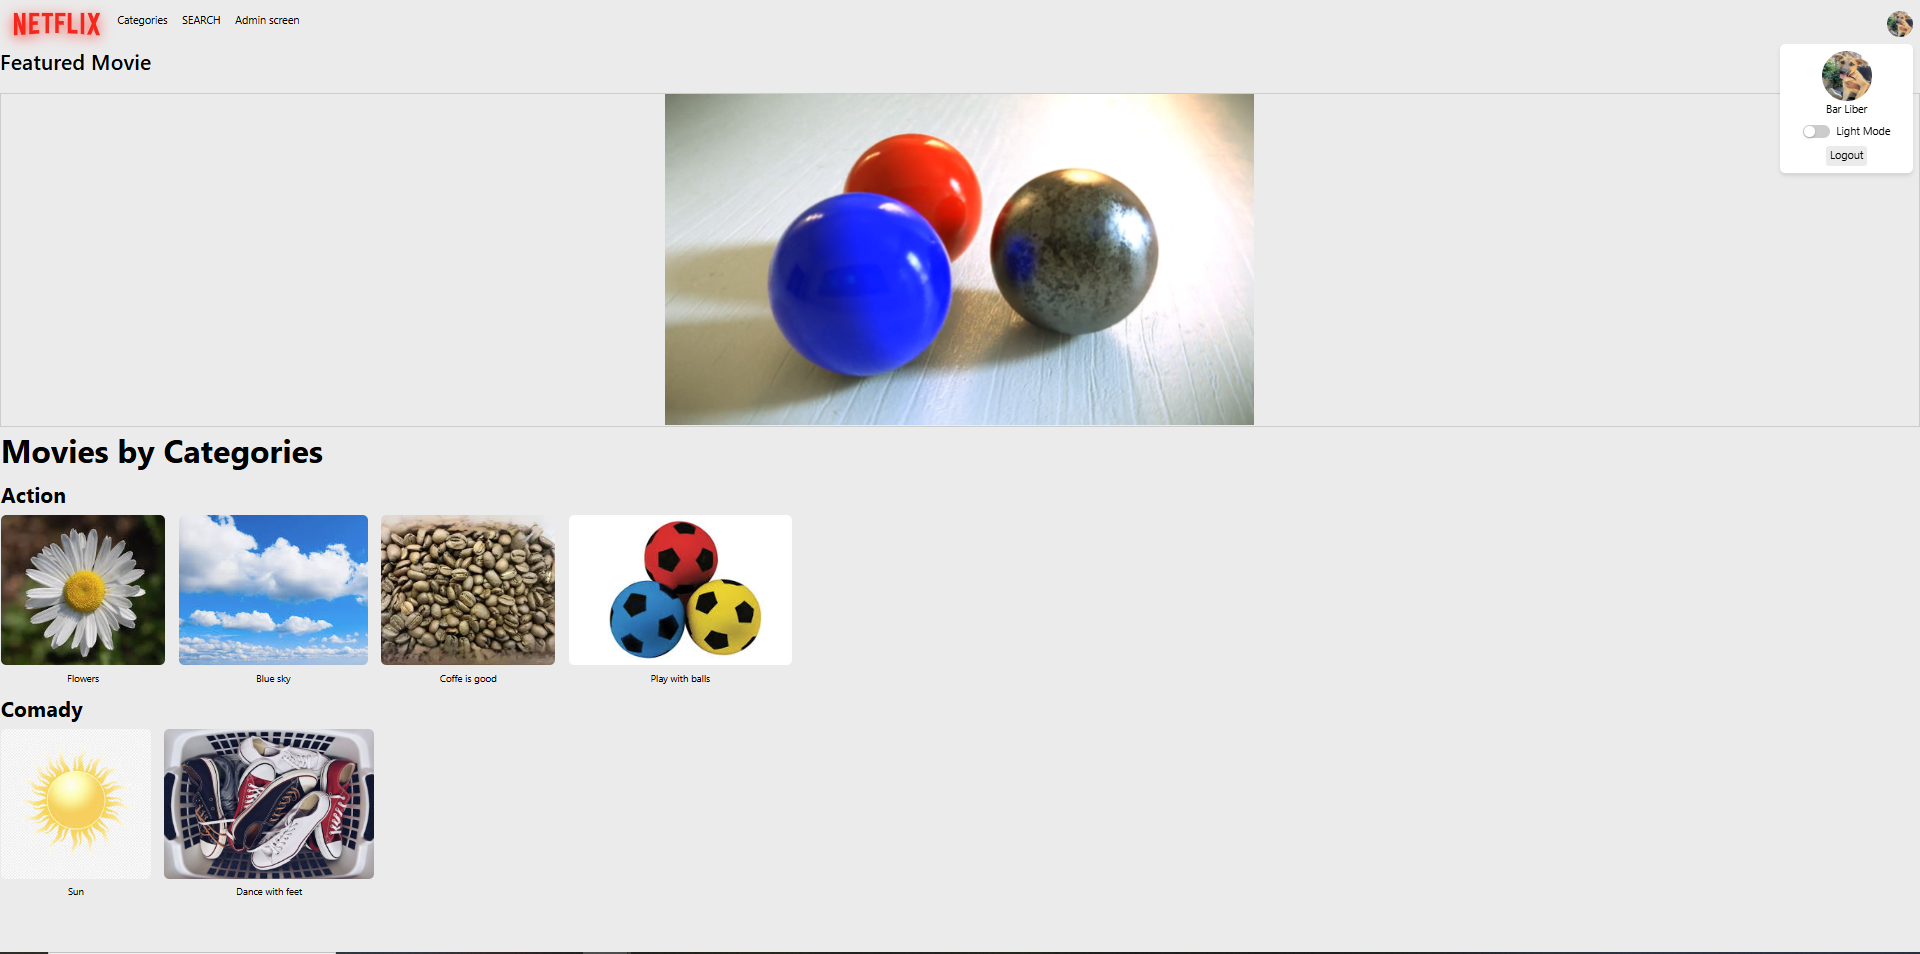 NETFLIX
Categories
SEARCH
Admin screen
Featured Movie
Bar Liber
Light Mode
Logout
Movies by Categories
Action
Flowers
Blue sky
Coffe is good
Play with balls
Comady
Sun
Dance with feet